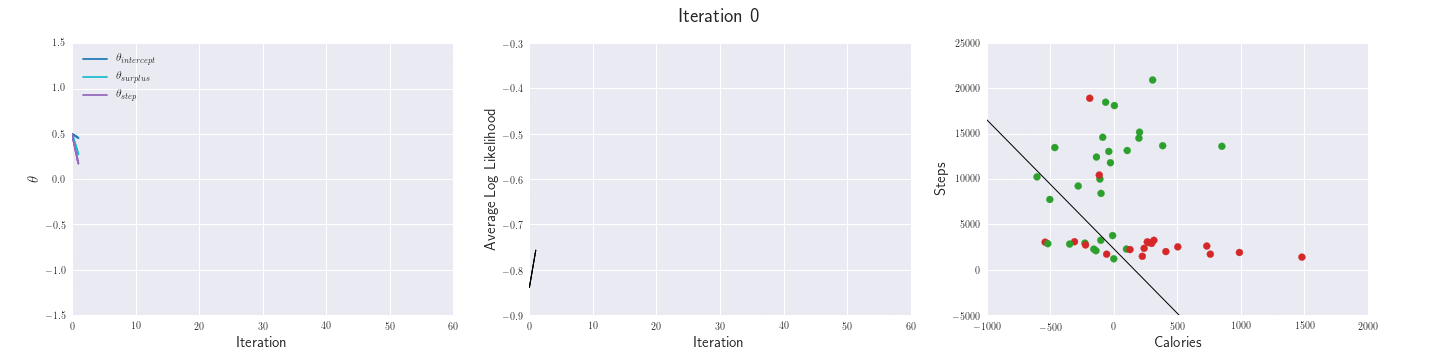 Iteration 0
1.5
1.0
0.5
0.0
−0.5
−1.0
−1.5
θ
θintercept
θsurplus
θstep
0 10 20 30 40 50 60
Iteration
−0.3
−0.4
−0.5
−0.6
−0.7
−0.8
−0.9
Average Log Likelihood
0 10 20 30 40 50 60
Iteration
25000
20000
15000
10000
5000
0
−5000
Steps
−1000 −500 0 500 1000 1500 2000
Calories